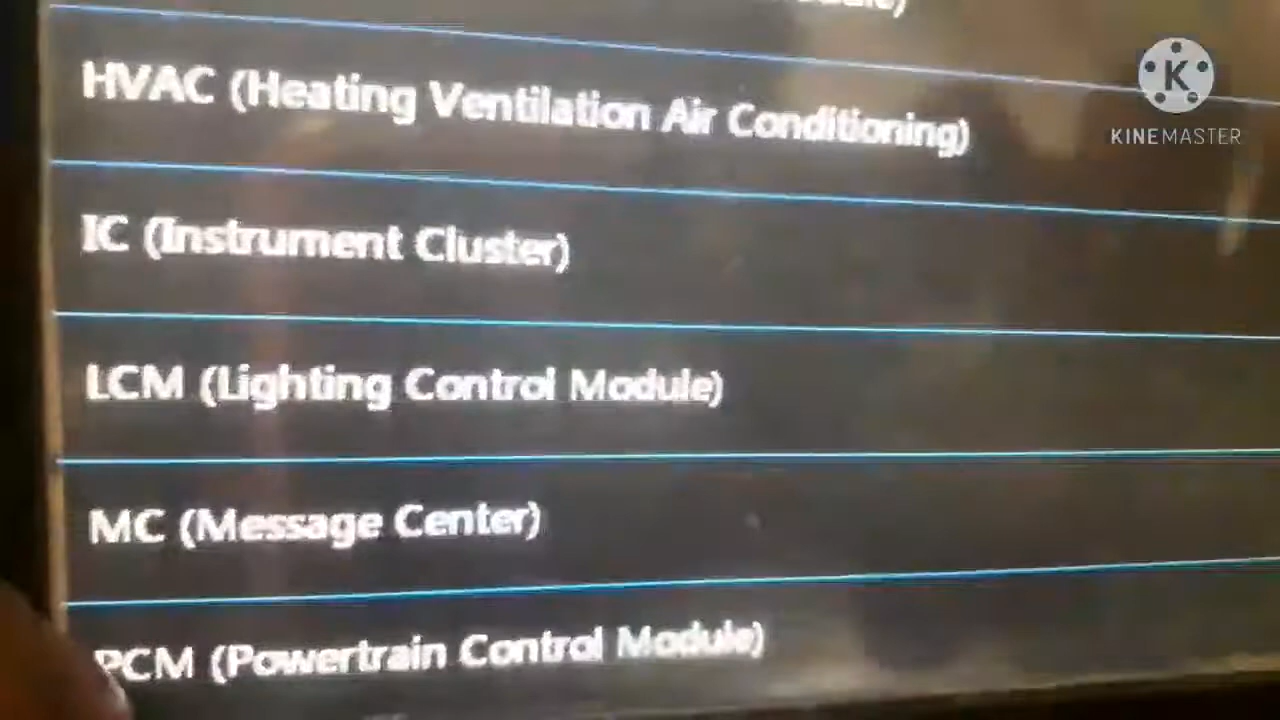 HVAC (Heating Ventilation Air Conditioning)
K
KINEMASTER
IC (Instrument Cluster)
LCM (Lighting Control Module)
MC (Message Center)
PCM (Powertrain Control Module)